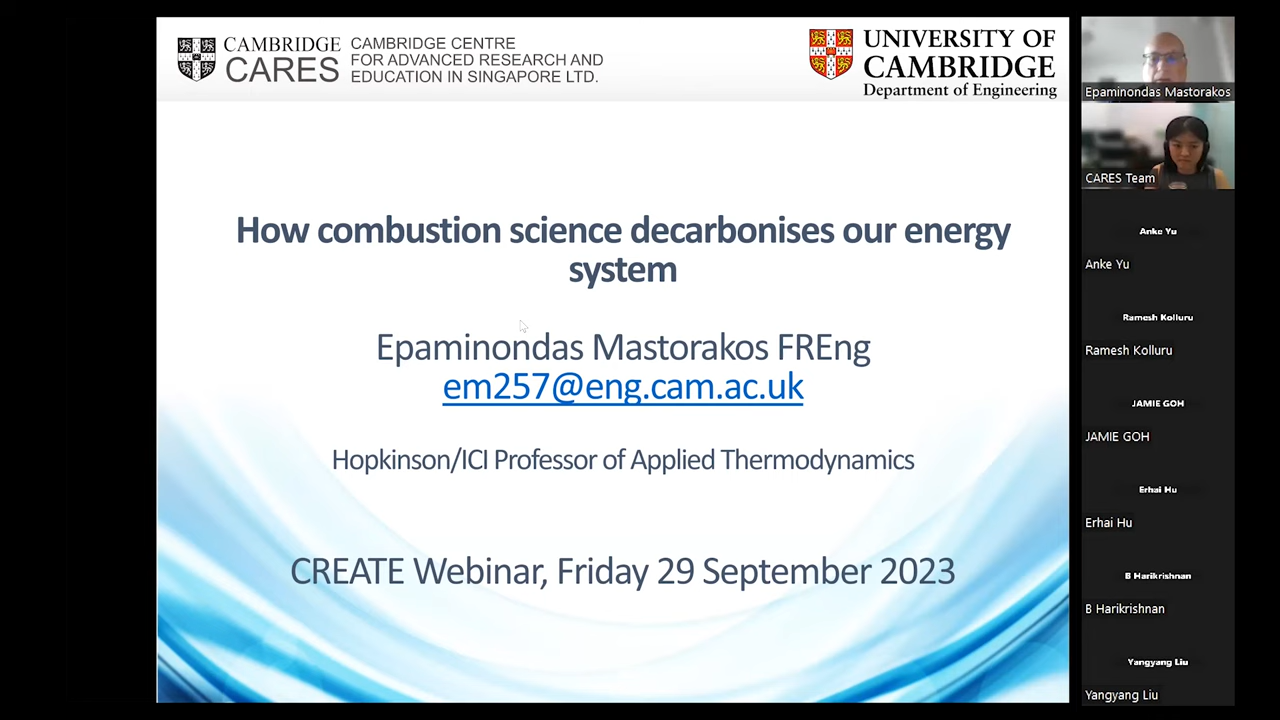 CAMBRIDGE
CARES
CAMBRIDGE CENTRE
FOR ADVANCED RESEARCH AND
EDUCATION IN SINGAPORE LTD.
UNIVERSITY OF
CAMBRIDGE
Department of Engineering
How combustion science decarbonises our energy
system
Epaminondas Mastorakos FREng
em257@eng.cam.ac.uk
Hopkinson/ICI Professor of Applied Thermodynamics
CREATE Webinar, Friday 29 September 2023
Epaminondas Mastorakos
CARES Team
Anke Yu
Anke Yu
Ramesh Kolluru
Ramesh Kolluru
JAMIE GOH
JAMIE GOH
Erhai Hu
Erhai Hu
B Harikrishnan
B Harikrishnan
Yangyang Liu
Yangyang Liu